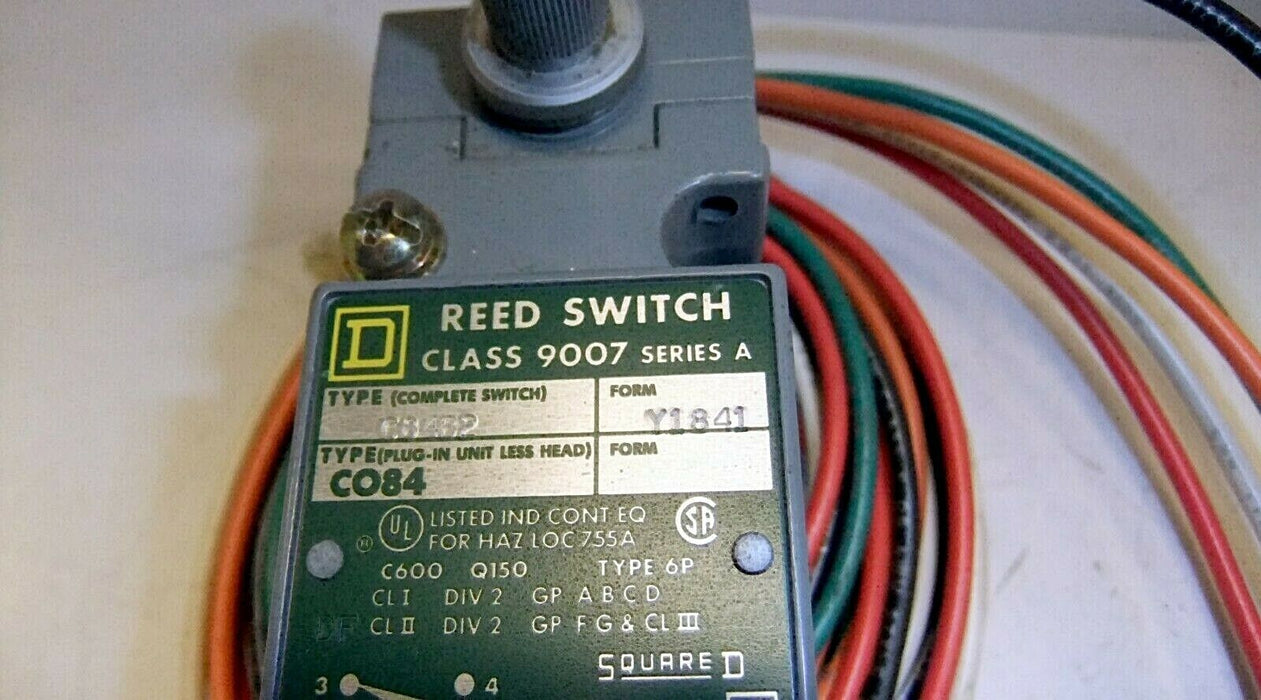 D REED SWITCH
CLASS 9007 SERIES A
TYPE (COMPLETE SWITCH) FORM
Y1841
TYPE (PLUG-IN UNIT LESS HEAD) FORM
CO84
UL LISTED IND CONT EQ SA
FOR HAZ LOC 755A
C600 Q150 TYPE 6P
CL I DIV 2 GP A B C D
CL II DIV 2 GP F G & CL III
SQUARE D
3 4